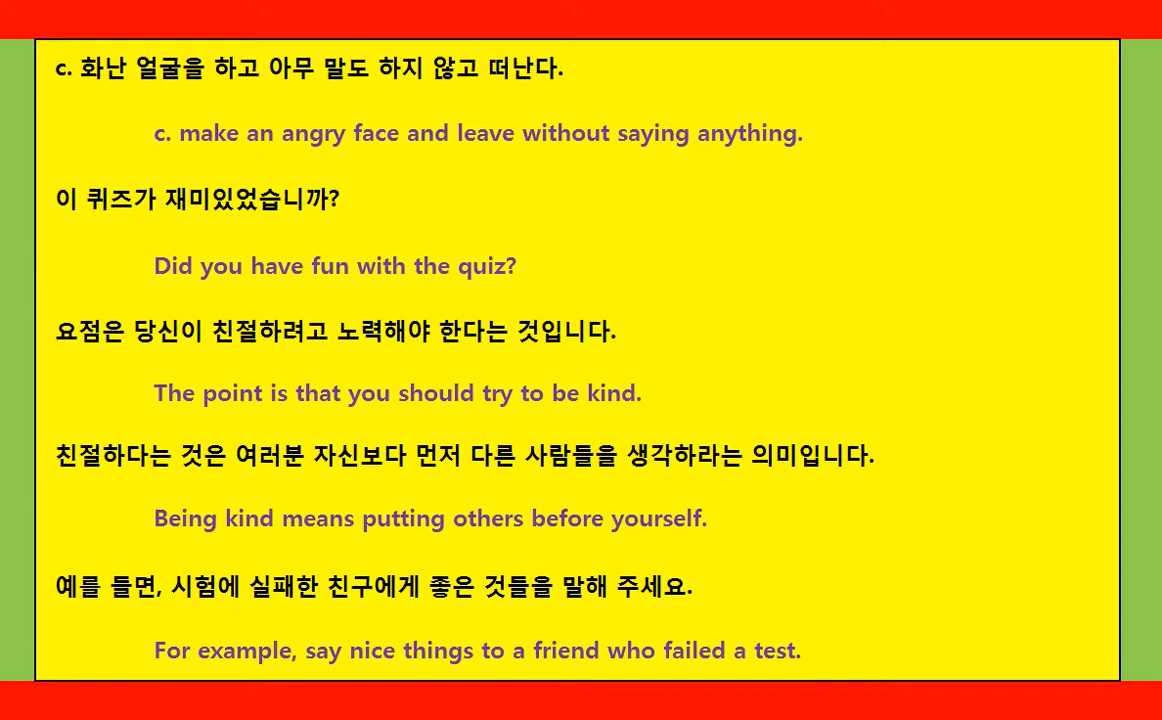 c. 화난 얼굴을 하고 아무 말도 하지 않고 떠난다.
c. make an angry face and leave without saying anything.
이 퀴즈가 재미있었습니까?
Did you have fun with the quiz?
요점은 당신이 친절하려고 노력해야 한다는 것입니다.
The point is that you should try to be kind.
친절하다는 것은 여러분 자신보다 먼저 다른 사람들을 생각하라는 의미입니다.
Being kind means putting others before yourself.
예를 들면, 시험에 실패한 친구에게 좋은 것들을 말해 주세요.
For example, say nice things to a friend who failed a test.